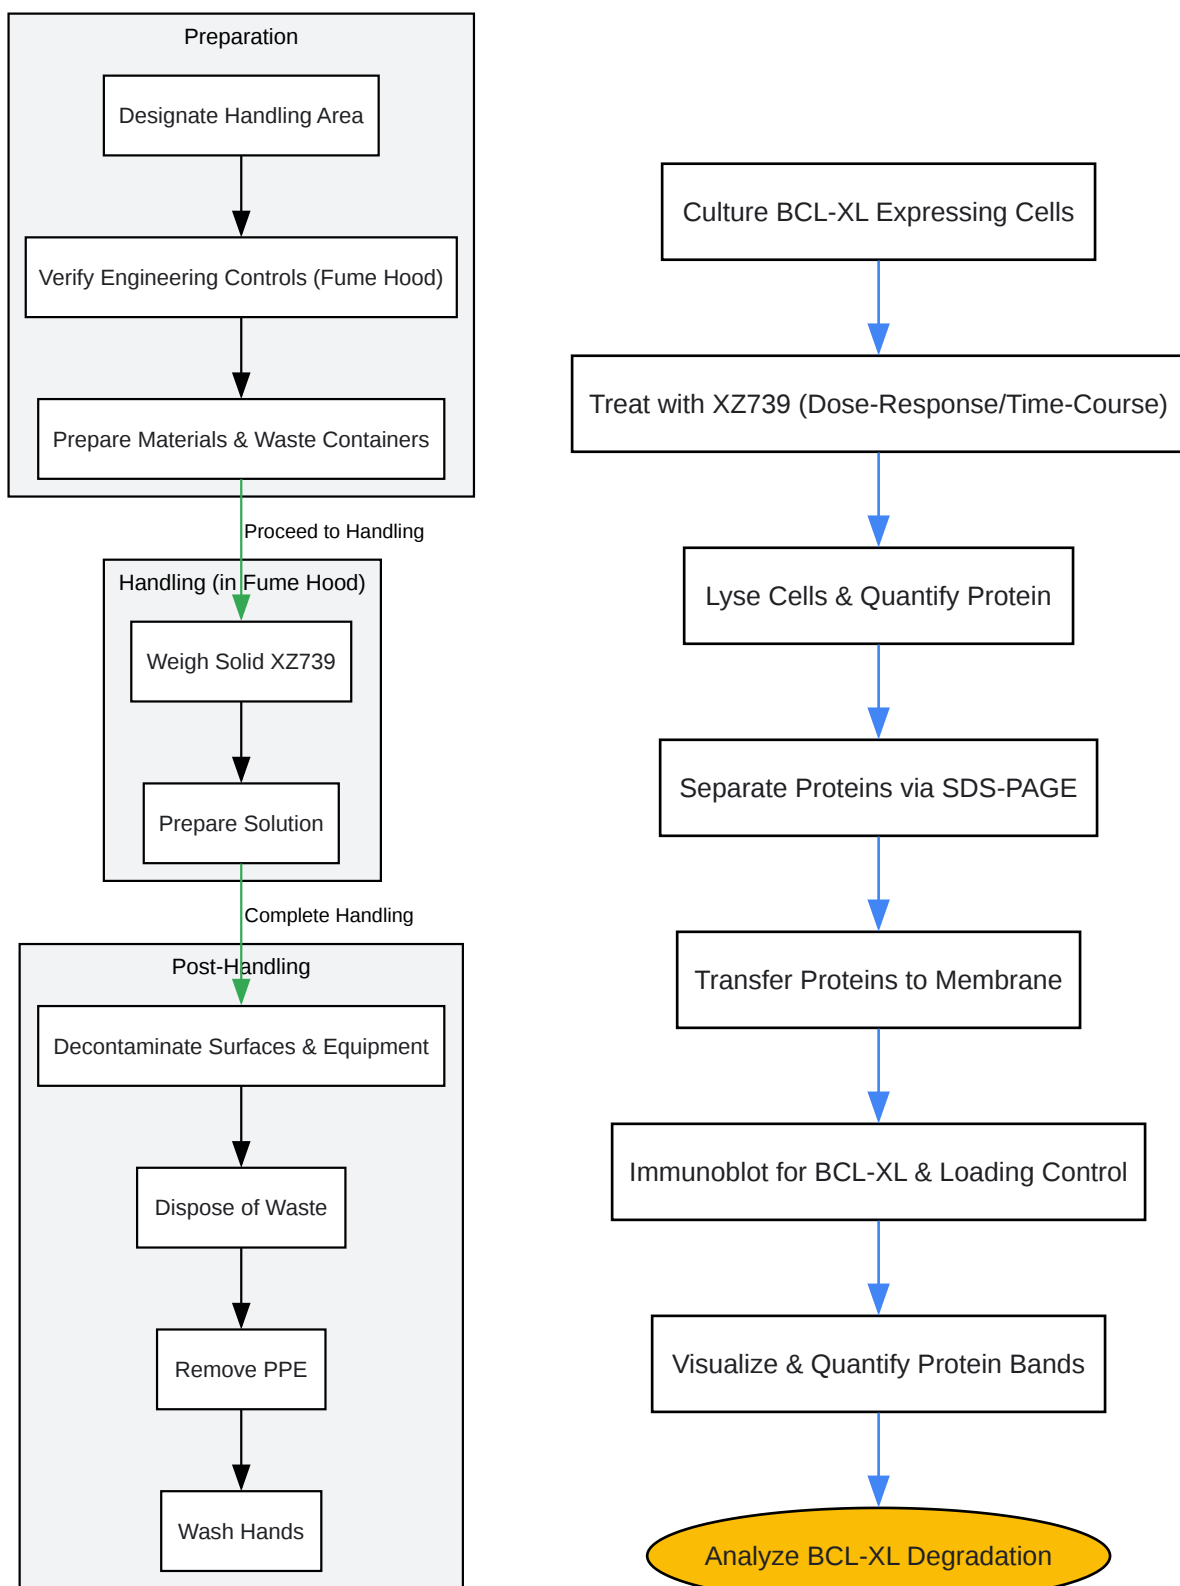 Preparation
Designate Handling Area
Verify Engineering Controls (Fume Hood)
Prepare Materials & Waste Containers
Proceed to Handling
Handling (in Fume Hood)
Weigh Solid XZ739
Prepare Solution
Complete Handling
Post-Handling
Decontaminate Surfaces & Equipment
Dispose of Waste
Remove PPE
Wash Hands
Culture BCL-XL Expressing Cells
Treat with XZ739 (Dose-Response/Time-Course)
Lyse Cells & Quantify Protein
Separate Proteins via SDS-PAGE
Transfer Proteins to Membrane
Immunoblot for BCL-XL & Loading Control
Visualize & Quantify Protein Bands
Analyze BCL-XL Degradation